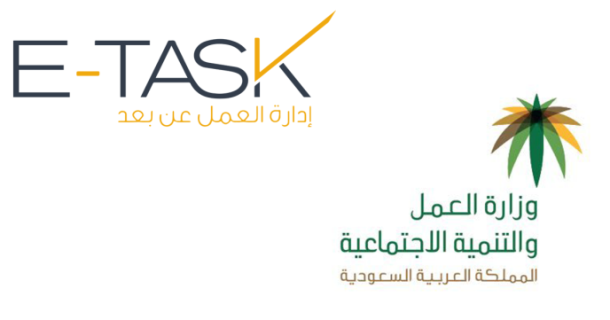 E-TASK
إدارة العمل عن بعد
وزارة العمل
والتنمية الاجتماعية
المملكة العربية السعودية